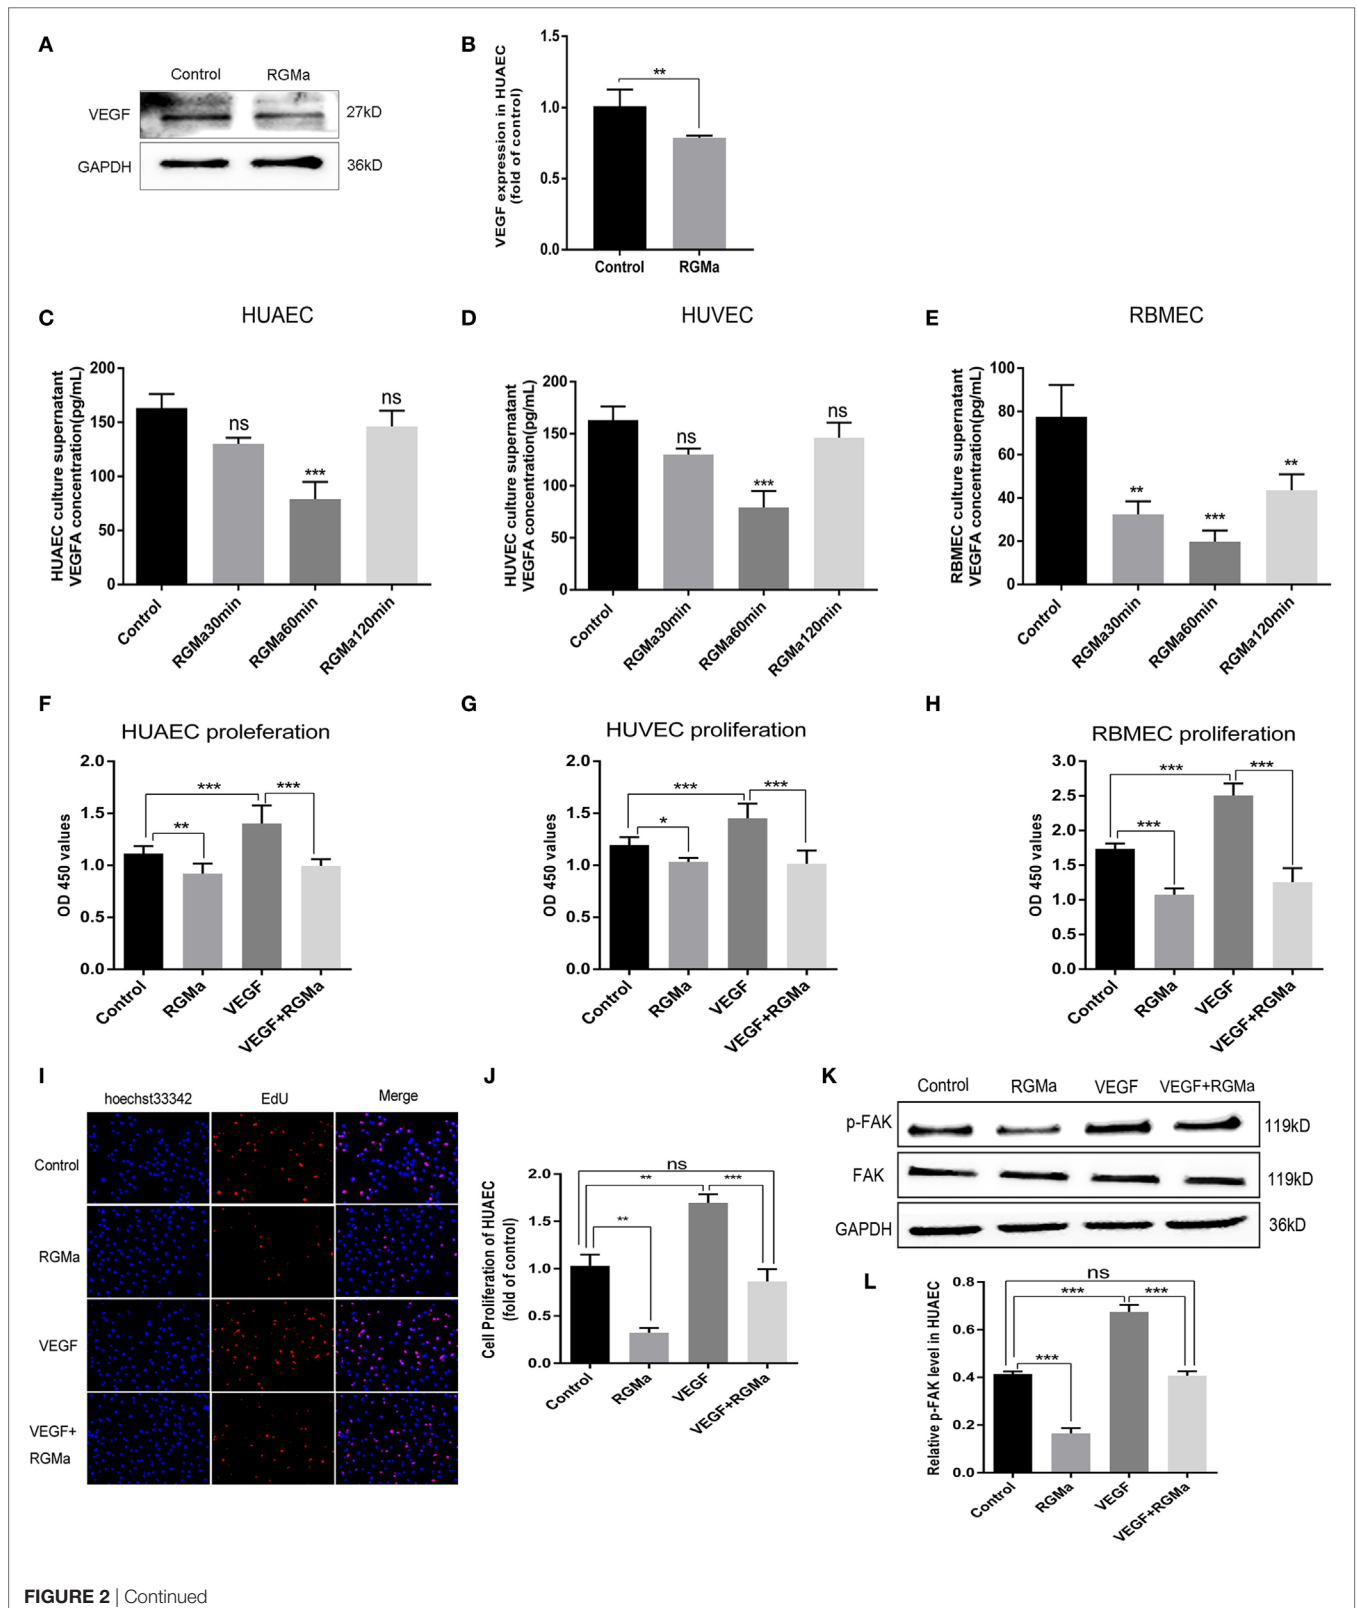 A
Control RGMa
VEGF 27kD
GAPDH 36kD
B
VEGF expression in HUAEC
(fold of control)
1.5
1.0
0.5
0.0
**
Control RGMa
C
HUAEC
HUAEC culture supernatant
VEGFA concentration(pg/mL)
200
150
100
50
0
ns
***
ns
Control RGMa30min RGMa60min RGMa120min
D
HUVEC
HUVEC culture supernatant
VEGFA concentration(pg/mL)
200
150
100
50
0
ns
***
ns
Control RGMa30min RGMa60min RGMa120min
E
RBMEC
RBMEC culture supernatant
VEGFA concentration(pg/mL)
100
80
60
40
20
0
**
***
**
Control RGMa30min RGMa60min RGMa120min
F
HUAEC proleferation
OD 450 values
2.0
1.5
1.0
0.5
0.0
*** ***
**
Control RGMa VEGF VEGF+RGMa
G
HUVEC proliferation
OD 450 values
2.0
1.5
1.0
0.5
0.0
*** ***
*
Control RGMa VEGF VEGF+RGMa
H
RBMEC proliferation
OD 450 values
3.0
2.5
2.0
1.5
1.0
0.5
0.0
*** ***
***
Control RGMa VEGF VEGF+RGMa
I
hoechst33342 EdU Merge
Control
RGMa
VEGF
VEGF+
RGMa
J
Cell Proliferation of HUAEC
(fold of control)
2.0
1.5
1.0
0.5
0.0
ns
** ***
**
Control RGMa VEGF VEGF+RGMa
K
Control RGMa VEGF VEGF+RGMa
p-FAK 119kD
FAK 119kD
GAPDH 36kD
L
Relative p-FAK level in HUAEC
0.8
0.6
0.4
0.2
0.0
ns
*** ***
***
Control RGMa VEGF VEGF+RGMa
FIGURE 2 | Continued